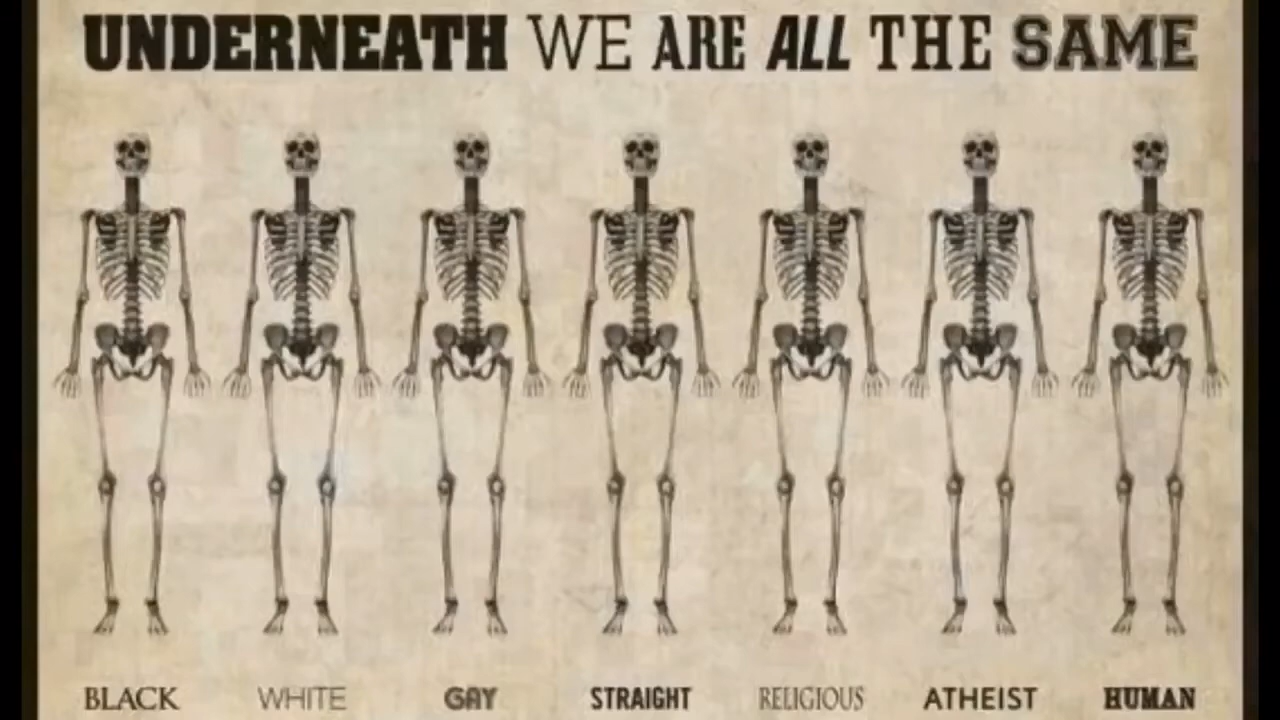 UNDERNEATH WE ARE ALL THE SAME
BLACK WHITE GAY STRAIGHT RELIGIOUS ATHEIST HUMAN